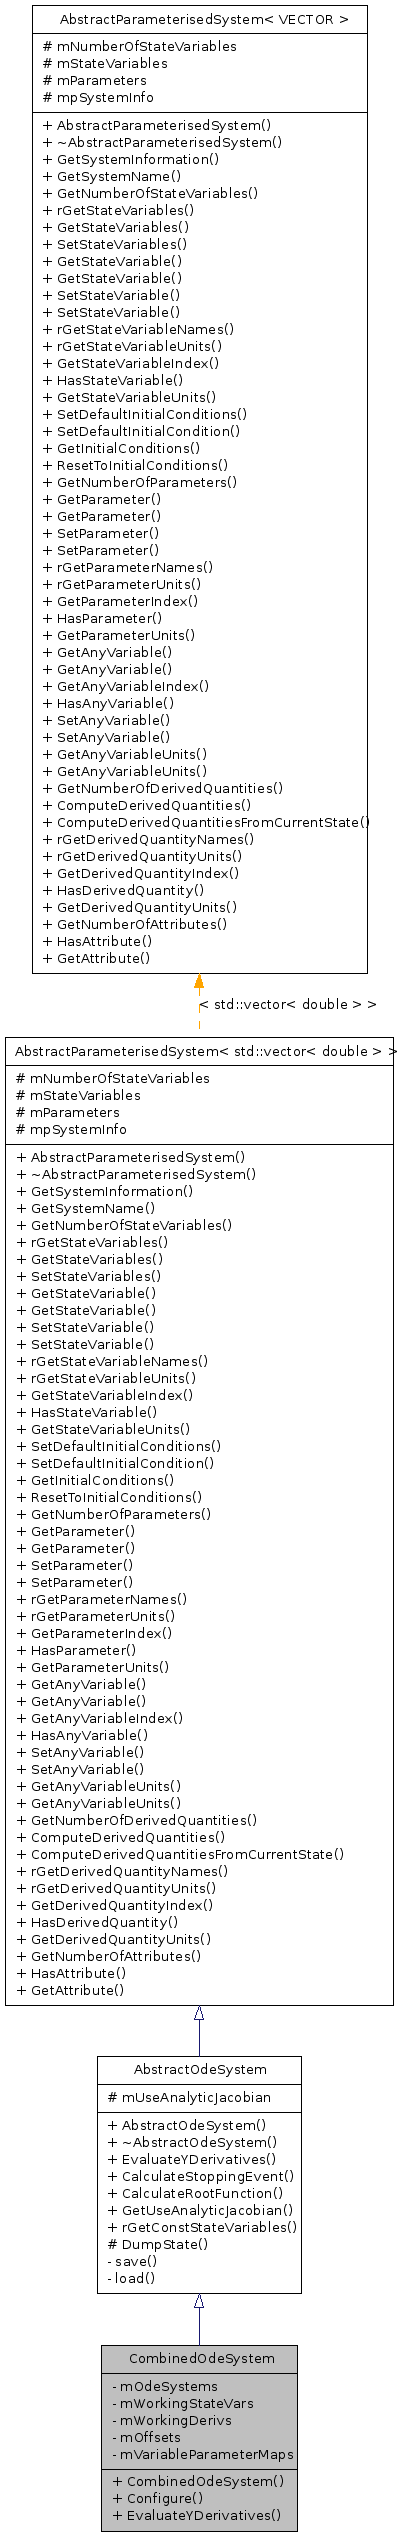 AbstractParameterisedSystem< VECTOR >
# mNumberOfStateVariables
# mStateVariables
# mParameters
# mpSystemInfo
+ AbstractParameterisedSystem()
+ ~AbstractParameterisedSystem()
+ GetSystemInformation()
+ GetSystemName()
+ GetNumberOfStateVariables()
+ rGetStateVariables()
+ GetStateVariables()
+ SetStateVariables()
+ GetStateVariable()
+ GetStateVariable()
+ SetStateVariable()
+ SetStateVariable()
+ rGetStateVariableNames()
+ rGetStateVariableUnits()
+ GetStateVariableIndex()
+ HasStateVariable()
+ GetStateVariableUnits()
+ SetDefaultInitialConditions()
+ SetDefaultInitialCondition()
+ GetInitialConditions()
+ ResetToInitialConditions()
+ GetNumberOfParameters()
+ GetParameter()
+ GetParameter()
+ SetParameter()
+ SetParameter()
+ rGetParameterNames()
+ rGetParameterUnits()
+ GetParameterIndex()
+ HasParameter()
+ GetParameterUnits()
+ GetAnyVariable()
+ GetAnyVariable()
+ GetAnyVariableIndex()
+ HasAnyVariable()
+ SetAnyVariable()
+ SetAnyVariable()
+ GetAnyVariableUnits()
+ GetAnyVariableUnits()
+ GetNumberOfDerivedQuantities()
+ ComputeDerivedQuantities()
+ ComputeDerivedQuantitiesFromCurrentState()
+ rGetDerivedQuantityNames()
+ rGetDerivedQuantityUnits()
+ GetDerivedQuantityIndex()
+ HasDerivedQuantity()
+ GetDerivedQuantityUnits()
+ GetNumberOfAttributes()
+ HasAttribute()
+ GetAttribute()
< std::vector< double > >
AbstractParameterisedSystem< std::vector< double > >
# mNumberOfStateVariables
# mStateVariables
# mParameters
# mpSystemInfo
+ AbstractParameterisedSystem()
+ ~AbstractParameterisedSystem()
+ GetSystemInformation()
+ GetSystemName()
+ GetNumberOfStateVariables()
+ rGetStateVariables()
+ GetStateVariables()
+ SetStateVariables()
+ GetStateVariable()
+ GetStateVariable()
+ SetStateVariable()
+ SetStateVariable()
+ rGetStateVariableNames()
+ rGetStateVariableUnits()
+ GetStateVariableIndex()
+ HasStateVariable()
+ GetStateVariableUnits()
+ SetDefaultInitialConditions()
+ SetDefaultInitialCondition()
+ GetInitialConditions()
+ ResetToInitialConditions()
+ GetNumberOfParameters()
+ GetParameter()
+ GetParameter()
+ SetParameter()
+ SetParameter()
+ rGetParameterNames()
+ rGetParameterUnits()
+ GetParameterIndex()
+ HasParameter()
+ GetParameterUnits()
+ GetAnyVariable()
+ GetAnyVariable()
+ GetAnyVariableIndex()
+ HasAnyVariable()
+ SetAnyVariable()
+ SetAnyVariable()
+ GetAnyVariableUnits()
+ GetAnyVariableUnits()
+ GetNumberOfDerivedQuantities()
+ ComputeDerivedQuantities()
+ ComputeDerivedQuantitiesFromCurrentState()
+ rGetDerivedQuantityNames()
+ rGetDerivedQuantityUnits()
+ GetDerivedQuantityIndex()
+ HasDerivedQuantity()
+ GetDerivedQuantityUnits()
+ GetNumberOfAttributes()
+ HasAttribute()
+ GetAttribute()
AbstractOdeSystem
# mUseAnalyticJacobian
+ AbstractOdeSystem()
+ ~AbstractOdeSystem()
+ EvaluateYDerivatives()
+ CalculateStoppingEvent()
+ CalculateRootFunction()
+ GetUseAnalyticJacobian()
+ rGetConstStateVariables()
# DumpState()
- save()
- load()
CombinedOdeSystem
- mOdeSystems
- mWorkingStateVars
- mWorkingDerivs
- mOffsets
- mVariableParameterMaps
+ CombinedOdeSystem()
+ Configure()
+ EvaluateYDerivatives()